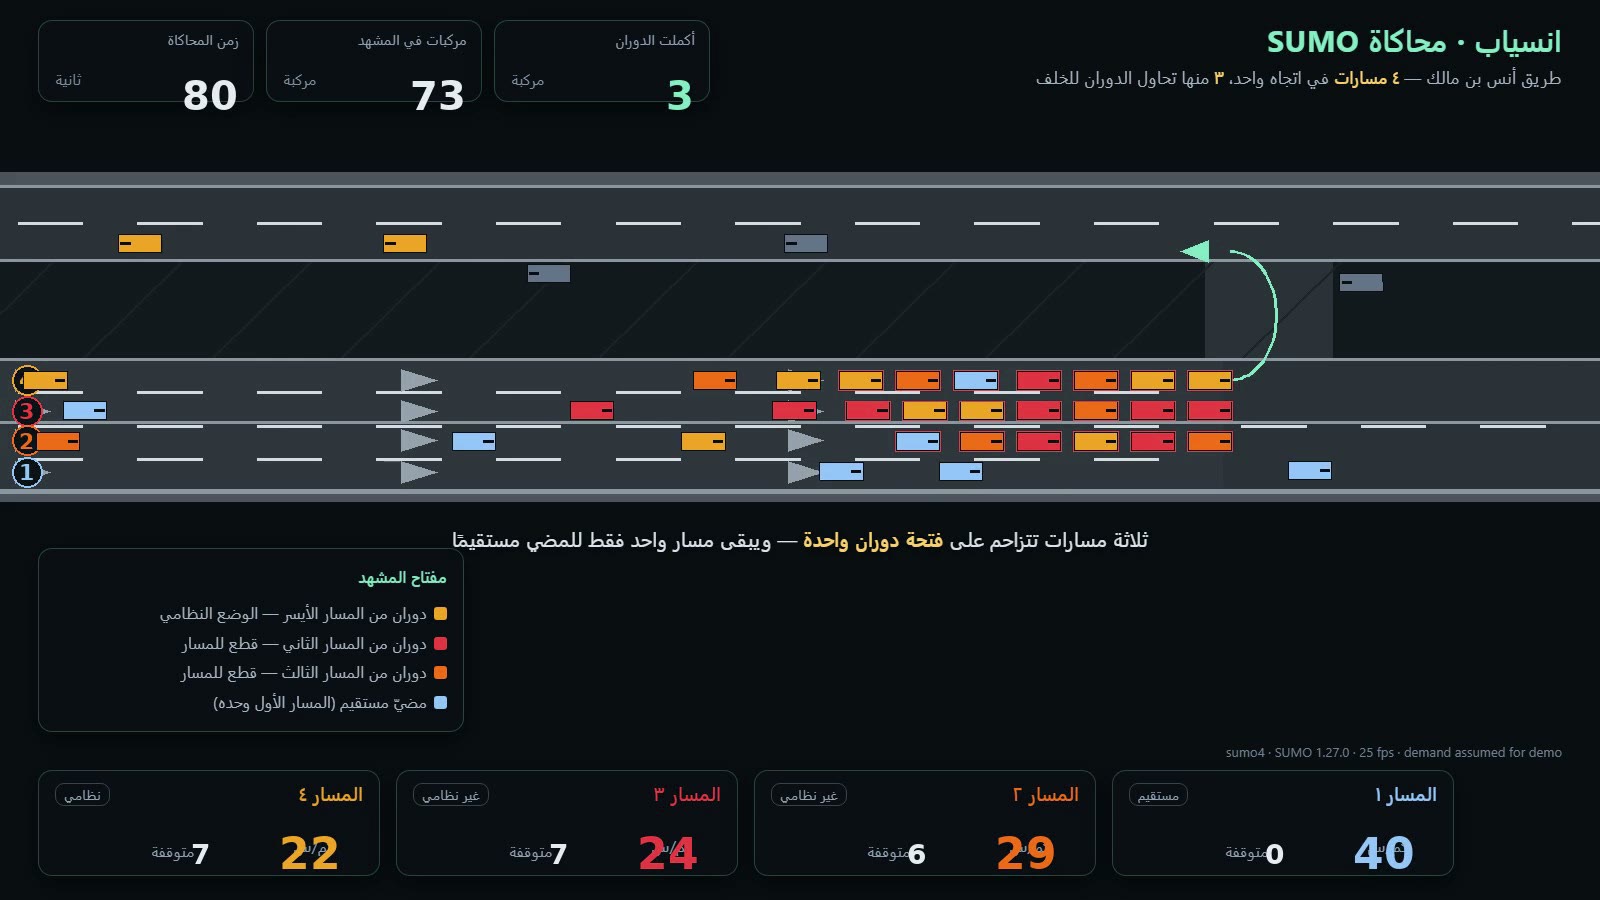 انسياب · محاكاة SUMO
طريق أنس بن مالك — ٤ مسارات في اتجاه واحد، ٣ منها تحاول الدوران للخلف
أكملت الدوران
3 مركبة
مركبات في المشهد
73 مركبة
زمن المحاكاة
80 ثانية
3
2
1
ثلاثة مسارات تتزاحم على فتحة دوران واحدة — ويبقى مسار واحد فقط للمضي مستقيمًا
مفتاح المشهد
دوران من المسار الأيسر — الوضع النظامي
دوران من المسار الثاني — قطع للمسار
دوران من المسار الثالث — قطع للمسار
مضيّ مستقيم (المسار الأول وحده)
sumo4 · SUMO 1.27.0 · 25 fps · demand assumed for demo
المسار ١
مستقيم
40
0 متوقفة
المسار ٢
غير نظامي
29
6 متوقفة
المسار ٣
غير نظامي
24
7 متوقفة
المسار ٤
نظامي
22
7 متوقفة